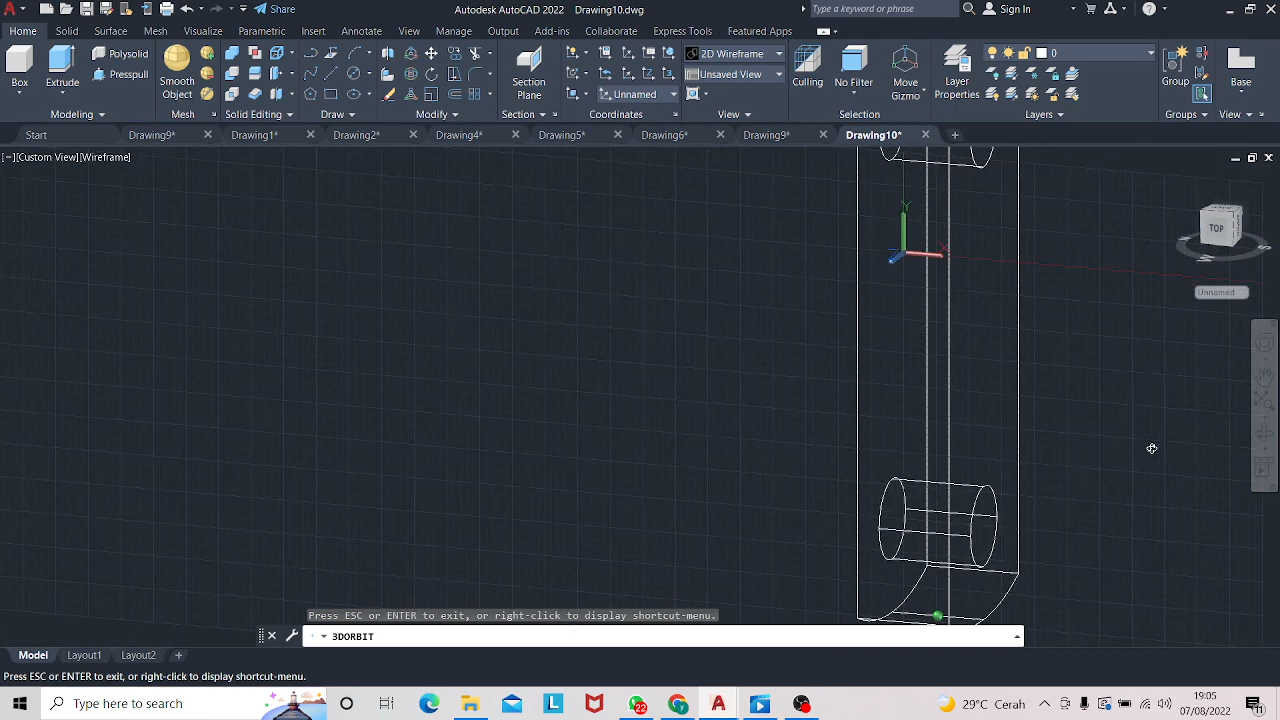 Share
Autodesk AutoCAD 2022 Drawing10.dwg
Type a keyword or phrase
Sign In
Home Solid Surface Mesh Visualize Parametric Insert Annotate View Manage Output Add-ins Collaborate Express Tools Featured Apps
Box
Extrude
Polysolid
Presspull
Smooth Object
Section Plane
2D Wireframe
Unsaved View
Unnamed
Culling
No Filter
Move Gizmo
Layer Properties
0
Group
Base
Modeling Mesh Solid Editing Draw Modify Section Coordinates View Selection Layers Groups View
Start Drawing9* Drawing1* Drawing2* Drawing4* Drawing5* Drawing6* Drawing9* Drawing10*
[−][Custom View][Wireframe]
Y
X
TOP
Unnamed
Press ESC or ENTER to exit, or right-click to display shortcut-menu.
3DORBIT
Model Layout1 Layout2
Press ESC or ENTER to exit, or right-click to display shortcut-menu.
Type here to search
22
29° Cerah
19:05
07/08/2022